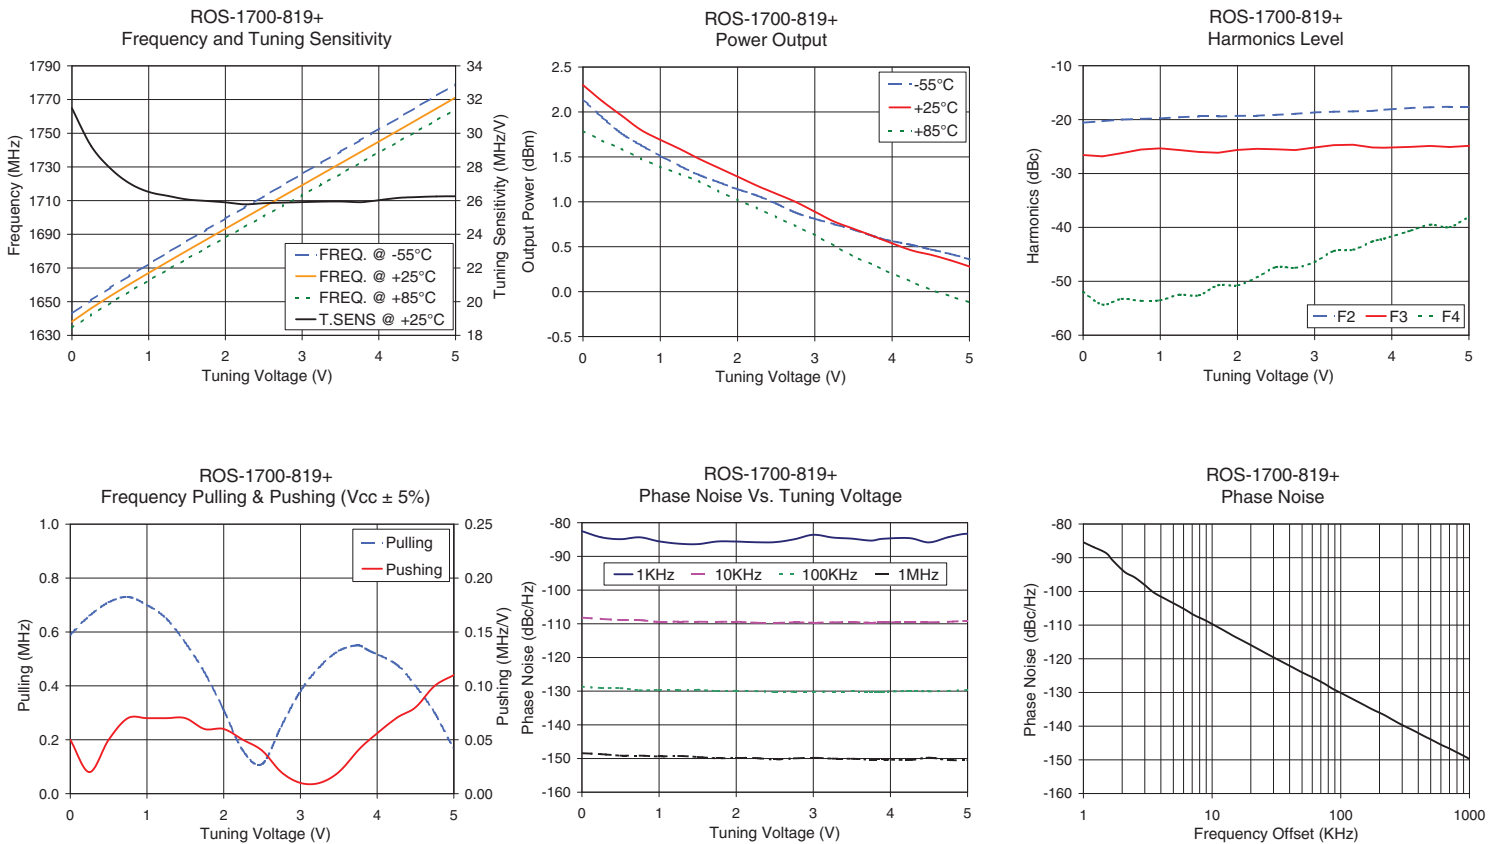 ROS-1700-819+
Frequency and Tuning Sensitivity
1790
1770
1750
1730
1710
1690
1670
1650
1630
Frequency (MHz)
34
32
30
28
26
24
22
20
18
Tuning Sensitivity (MHz/V)
FREQ. @ -55°C
FREQ. @ +25°C
FREQ. @ +85°C
T.SENS @ +25°C
0 1 2 3 4 5
Tuning Voltage (V)
ROS-1700-819+
Power Output
2.5
2.0
1.5
1.0
0.5
0.0
-0.5
Output Power (dBm)
-55°C
+25°C
+85°C
0 1 2 3 4 5
Tuning Voltage (V)
ROS-1700-819+
Harmonics Level
-10
-20
-30
-40
-50
-60
Harmonics (dBc)
F2 F3 F4
0 1 2 3 4 5
Tuning Voltage (V)
ROS-1700-819+
Frequency Pulling & Pushing (Vcc ± 5%)
1.0
0.8
0.6
0.4
0.2
0.0
Pulling (MHz)
0.25
0.20
0.15
0.10
0.05
0.00
Pushing (MHz/V)
Pulling
Pushing
0 1 2 3 4 5
Tuning Voltage (V)
ROS-1700-819+
Phase Noise Vs. Tuning Voltage
-80
-90
-100
-110
-120
-130
-140
-150
-160
Phase Noise (dBc/Hz)
1KHz 10KHz 100KHz 1MHz
0 1 2 3 4 5
Tuning Voltage (V)
ROS-1700-819+
Phase Noise
-80
-90
-100
-110
-120
-130
-140
-150
-160
Phase Noise (dBc/Hz)
1 10 100 1000
Frequency Offset (KHz)